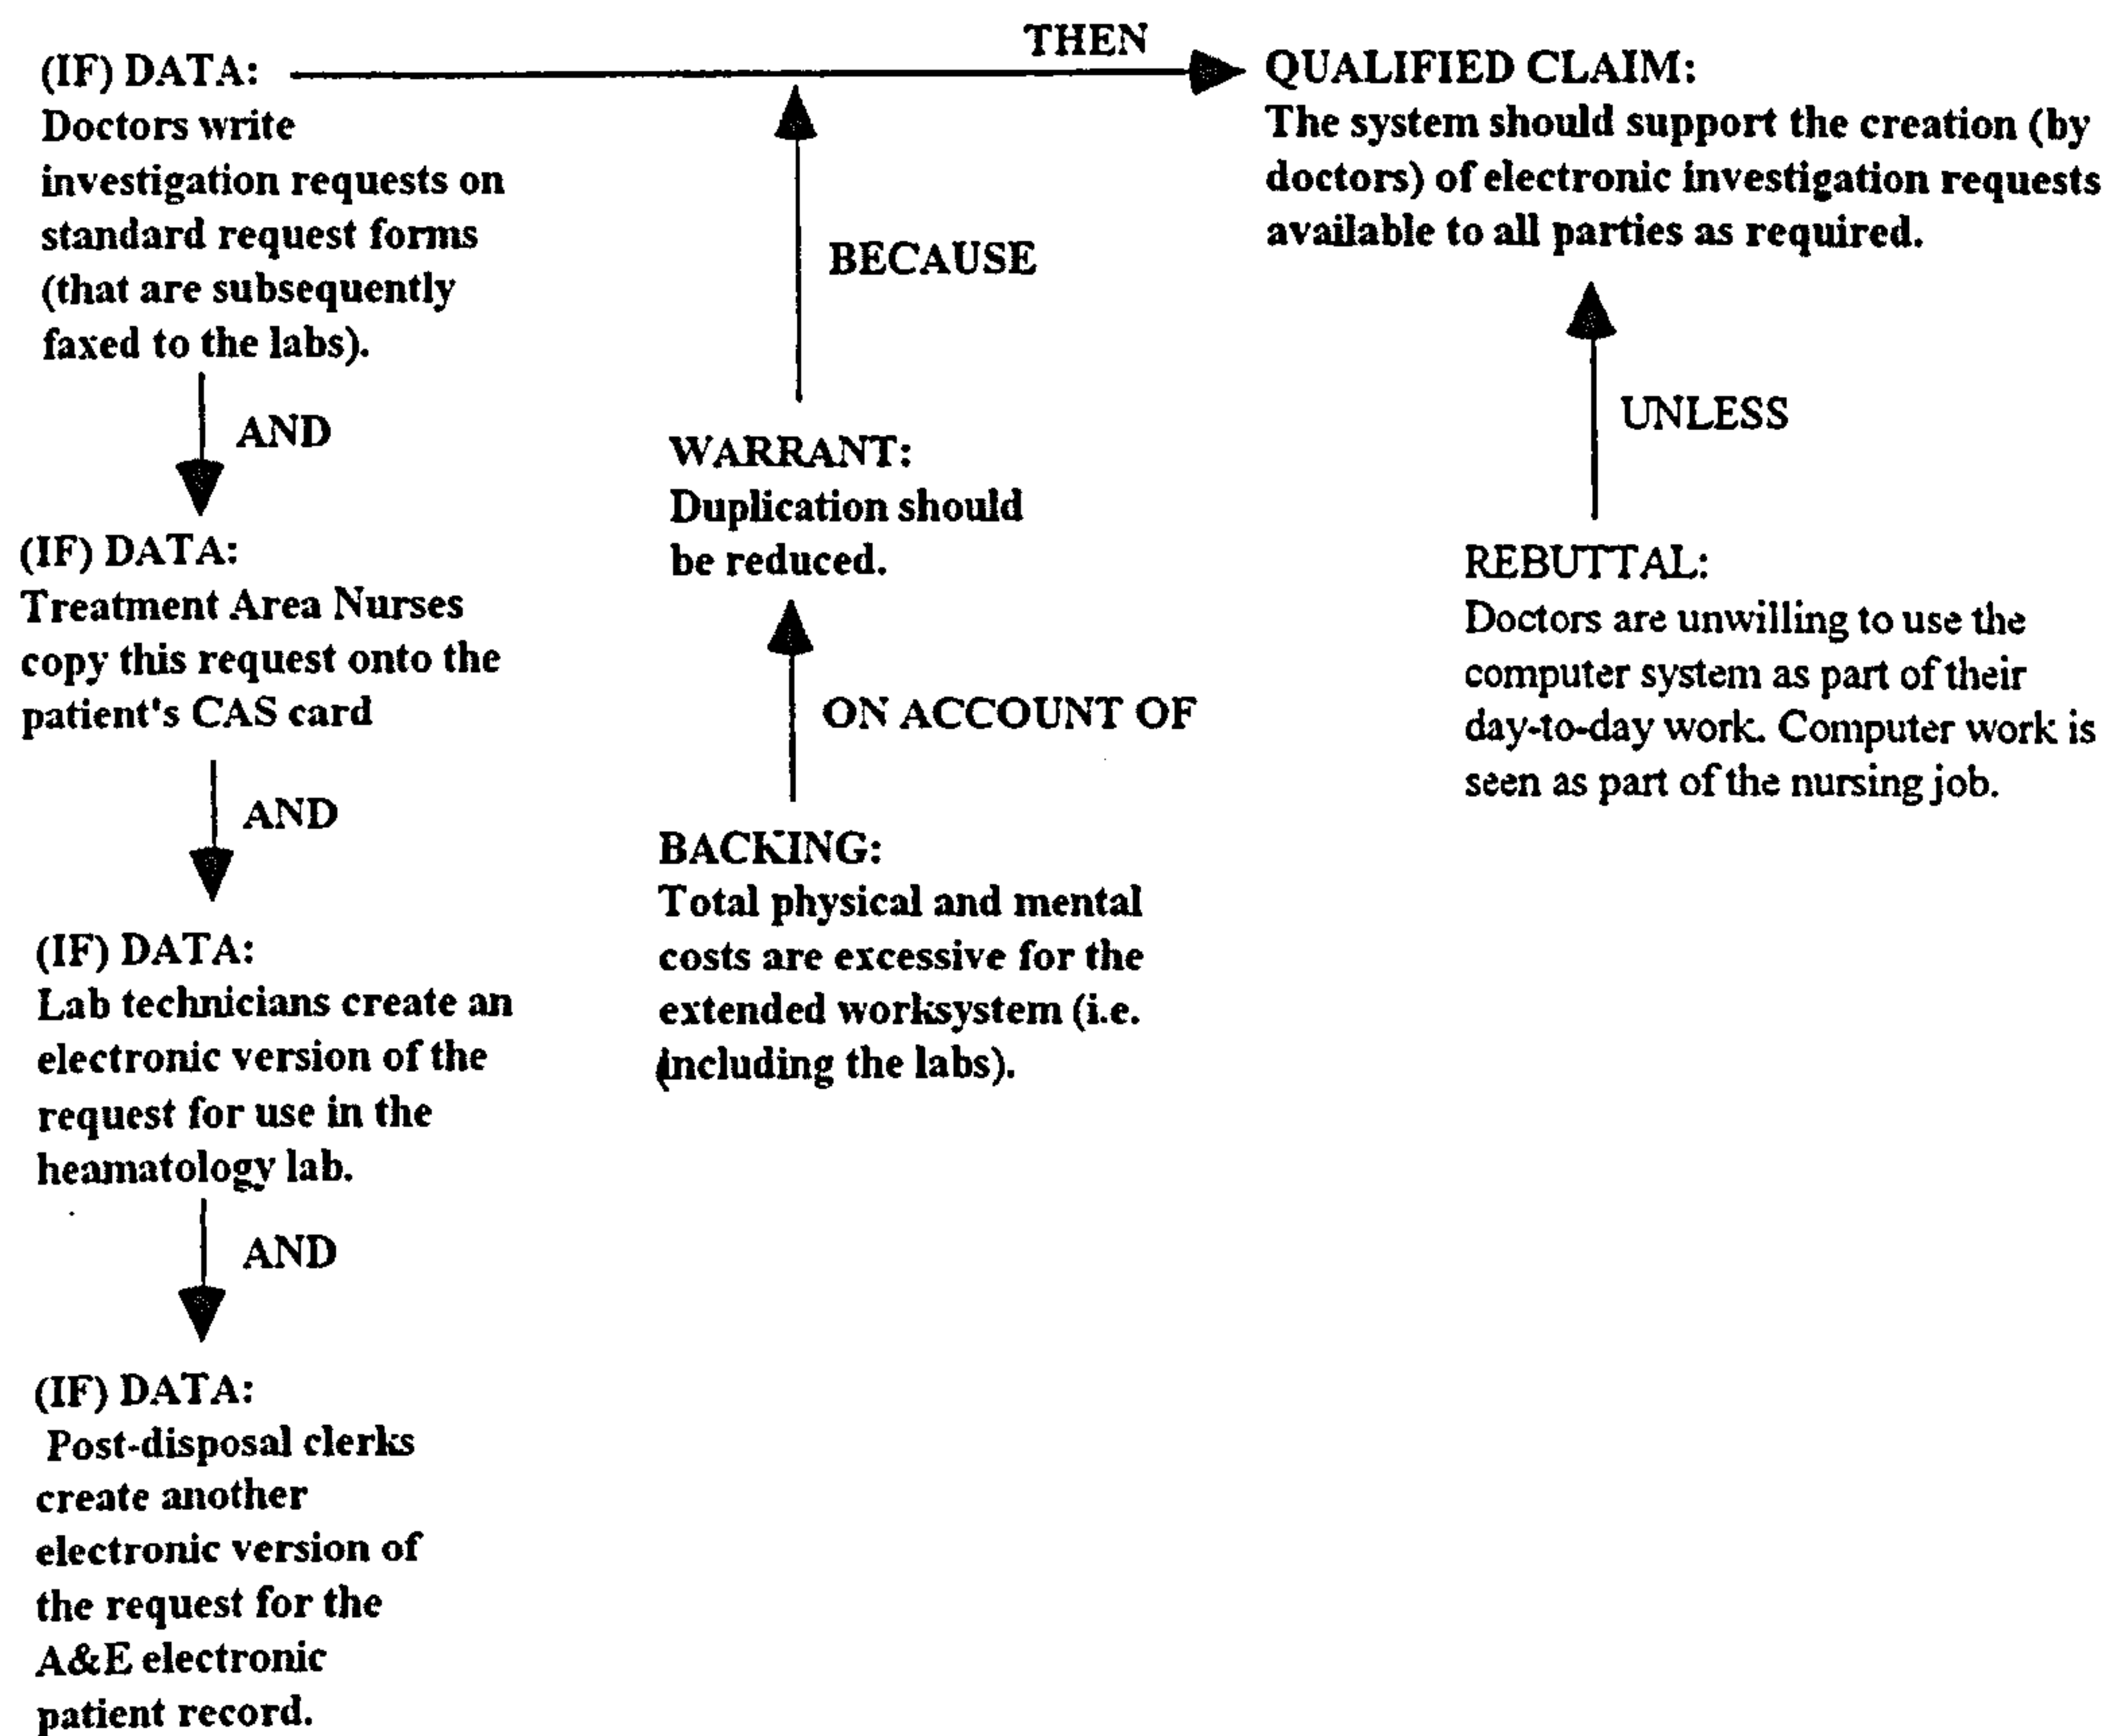 THEN
(IF) DATA:
Doctors write
investigation requests on
standard request forms
(that are subsequently
faxed to the labs).
AND
(IF) DATA:
Treatment Area Nurses
copy this request onto the
patient's CAS card
AND
(IF) DATA:
Lab technicians create an
electronic version of the
request for use in the
heamatology lab.
AND
(IF) DATA:
Post-disposal clerks
create another
electronic version of
the request for the
A&E electronic
patient record.
BECAUSE
WARRANT:
Duplication should
be reduced.
ON ACCOUNT OF
BACKING:
Total physical and mental
costs are excessive for the
extended worksystem (i.e.
including the labs).
QUALIFIED CLAIM:
The system should support the creation (by
doctors) of electronic investigation requests
available to all parties as required.
UNLESS
REBUTTAL:
Doctors are unwilling to use the
computer system as part of their
day-to-day work. Computer work is
seen as part of the nursing job.